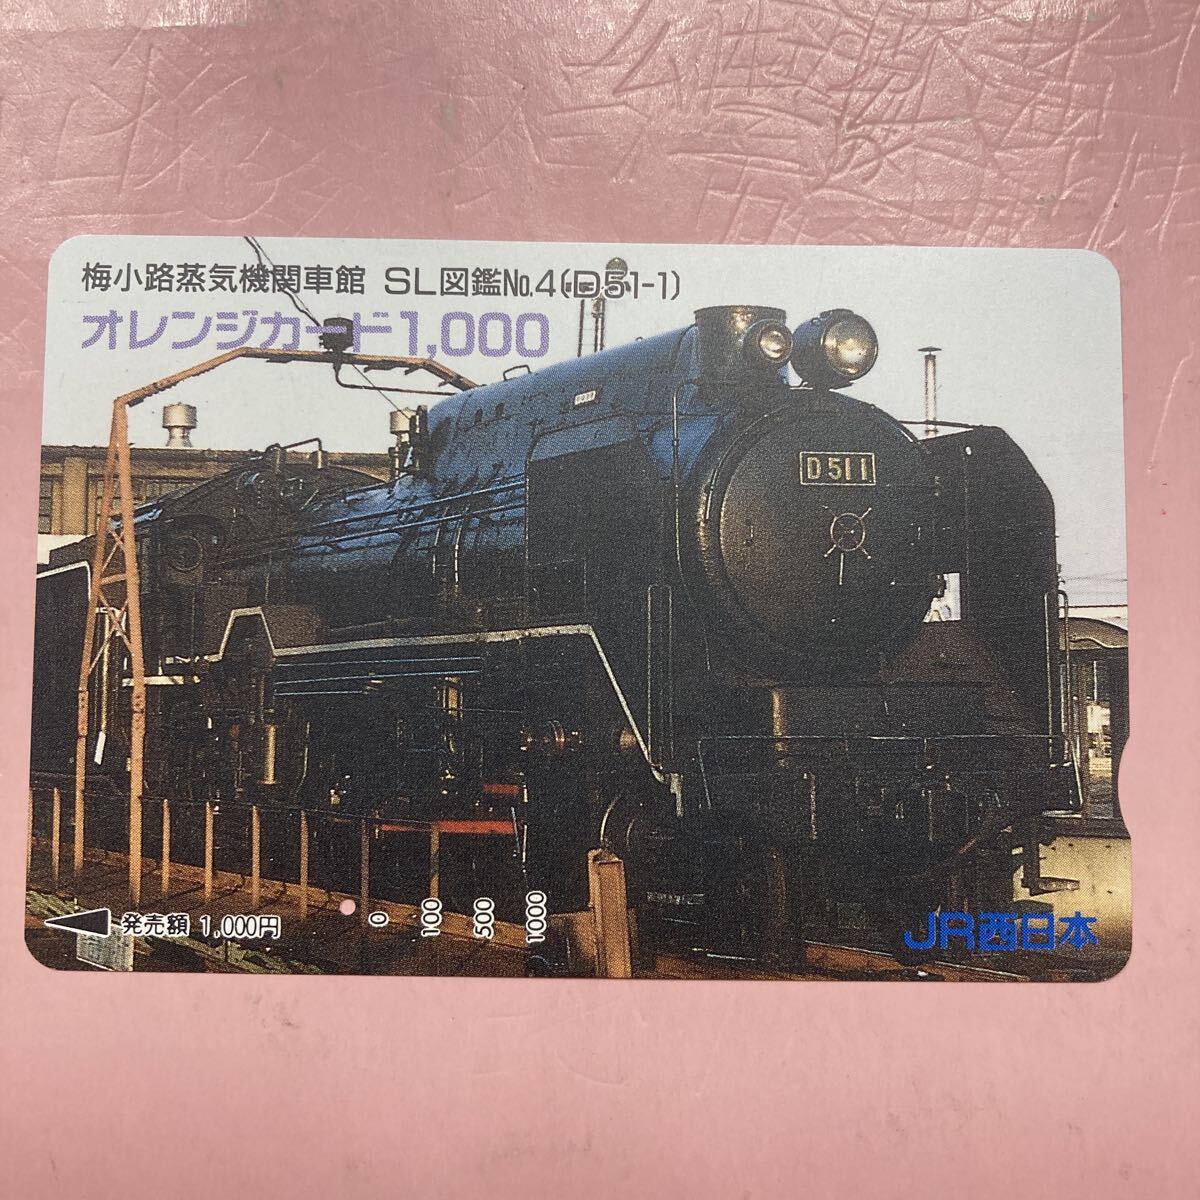 梅小路蒸気機関車館 SL図鑑No.4(D51-1)
オレンジカード1,000
D51 1
発売額 1,000円
0 100 500 1000
JR西日本